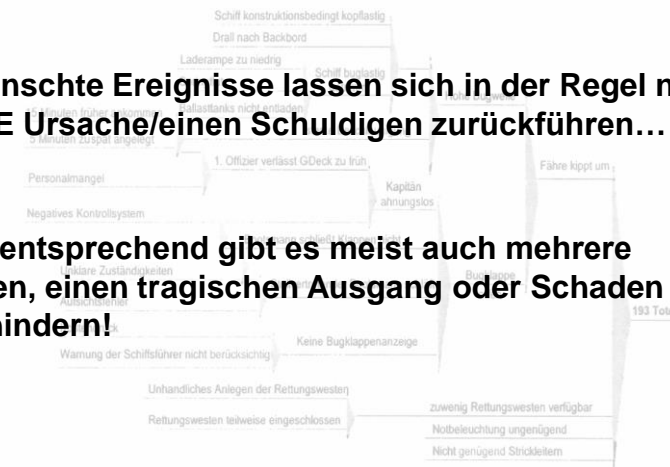 Schiff konstruktionsbedingt kopflastig
Drall nach Backbord
Laderampe zu niedrig
Schiff buglastig
nschte Ereignisse lassen sich in der Regel n
15 Minuten früher
Ballasttanks nicht entladen
Hohe Bugwelle
E Ursache/einen Schuldigen zurückführen…
5 Minuten zu spät angelegt
1. Offizier verlässt GDeck zu früh
Fähre kippt um
Personalmangel
Kapitän
ahnungslos
Negatives Kontrollsystem
entsprechend gibt es meist auch mehrere
Unklare Zuständigkeiten
Bugklappe
en, einen tragischen Ausgang oder Schaden
Aufsichtsfehler
193 Tot
hindern!
Keine Bugklappenanzeige
Warnung der Schiffsführer nicht berücksichtigt
Unhandliches Anlegen der Rettungswesten
zuwenig Rettungswesten verfügbar
Rettungswesten teilweise eingeschlossen
Notbeleuchtung ungenügend
Nicht genügend Strickleitern